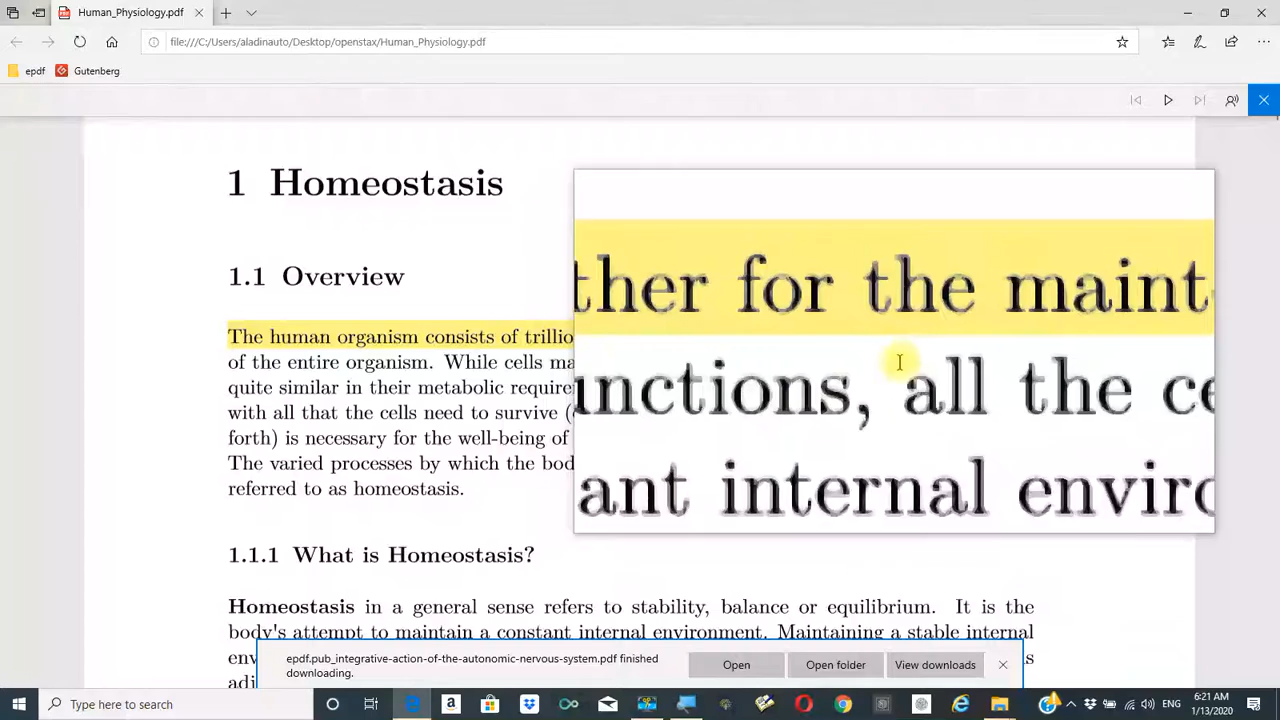 Human_Physiology.pdf
file:///C:/Users/aladinauto/Desktop/openstax/Human_Physiology.pdf
epdf
Gutenberg
1 Homeostasis
1.1 Overview
The human organism consists of trillio
of the entire organism. While cells ma
quite similar in their metabolic require
with all that the cells need to survive (
forth) is necessary for the well-being of
The varied processes by which the bod
referred to as homeostasis.
ther for the maint
unctions, all the ce
ant internal enviro
1.1.1 What is Homeostasis?
Homeostasis in a general sense refers to stability, balance or equilibrium. It is the
body's attempt to maintain a constant internal environment. Maintaining a stable internal
epdf.pub_integrative-action-of-the-autonomic-nervous-system.pdf finished
downloading.
Open
Open folder
View downloads
Type here to search
ENG
6:21 AM
1/13/2020